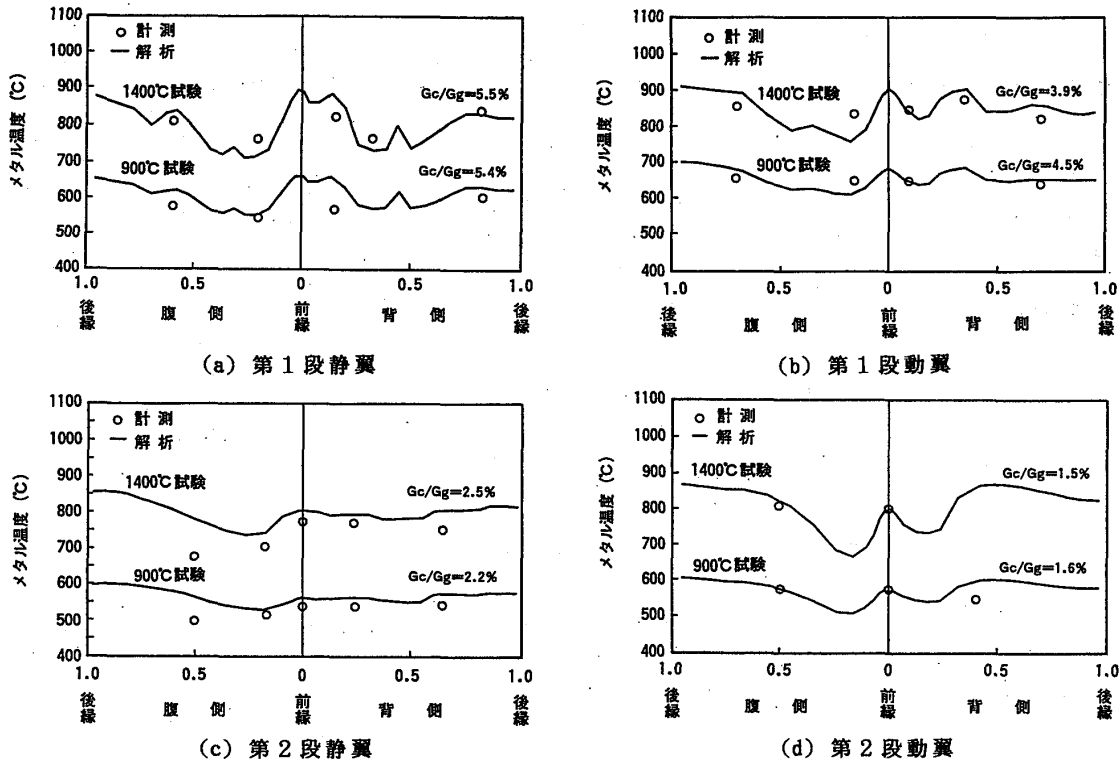 1100
1000
900
800
700
600
500
400
メタル温度 (℃)
計測
解析
1400℃試験
Gc/Gg=5.5%
900℃試験
Gc/Gg=5.4%
1.0
0.5
0
0.5
1.0
後縁
腹側
前縁
背側
後縁
(a) 第1段静翼
1100
1000
900
800
700
600
500
400
メタル温度 (℃)
計測
解析
1400℃試験
Gc/Gg=3.9%
900℃試験
Gc/Gg=4.5%
1.0
0.5
0
0.5
1.0
後縁
腹側
前縁
背側
後縁
(b) 第1段動翼
1100
1000
900
800
700
600
500
400
メタル温度 (℃)
計測
解析
1400℃試験
Gc/Gg=2.5%
900℃試験
Gc/Gg=2.2%
1.0
0.5
0
0.5
1.0
後縁
腹側
前縁
背側
後縁
(c) 第2段静翼
1100
1000
900
800
700
600
500
400
メタル温度 (℃)
計測
解析
1400℃試験
Gc/Gg=1.5%
900℃試験
Gc/Gg=1.6%
1.0
0.5
0
0.5
1.0
後縁
腹側
前縁
背側
後縁
(d) 第2段動翼